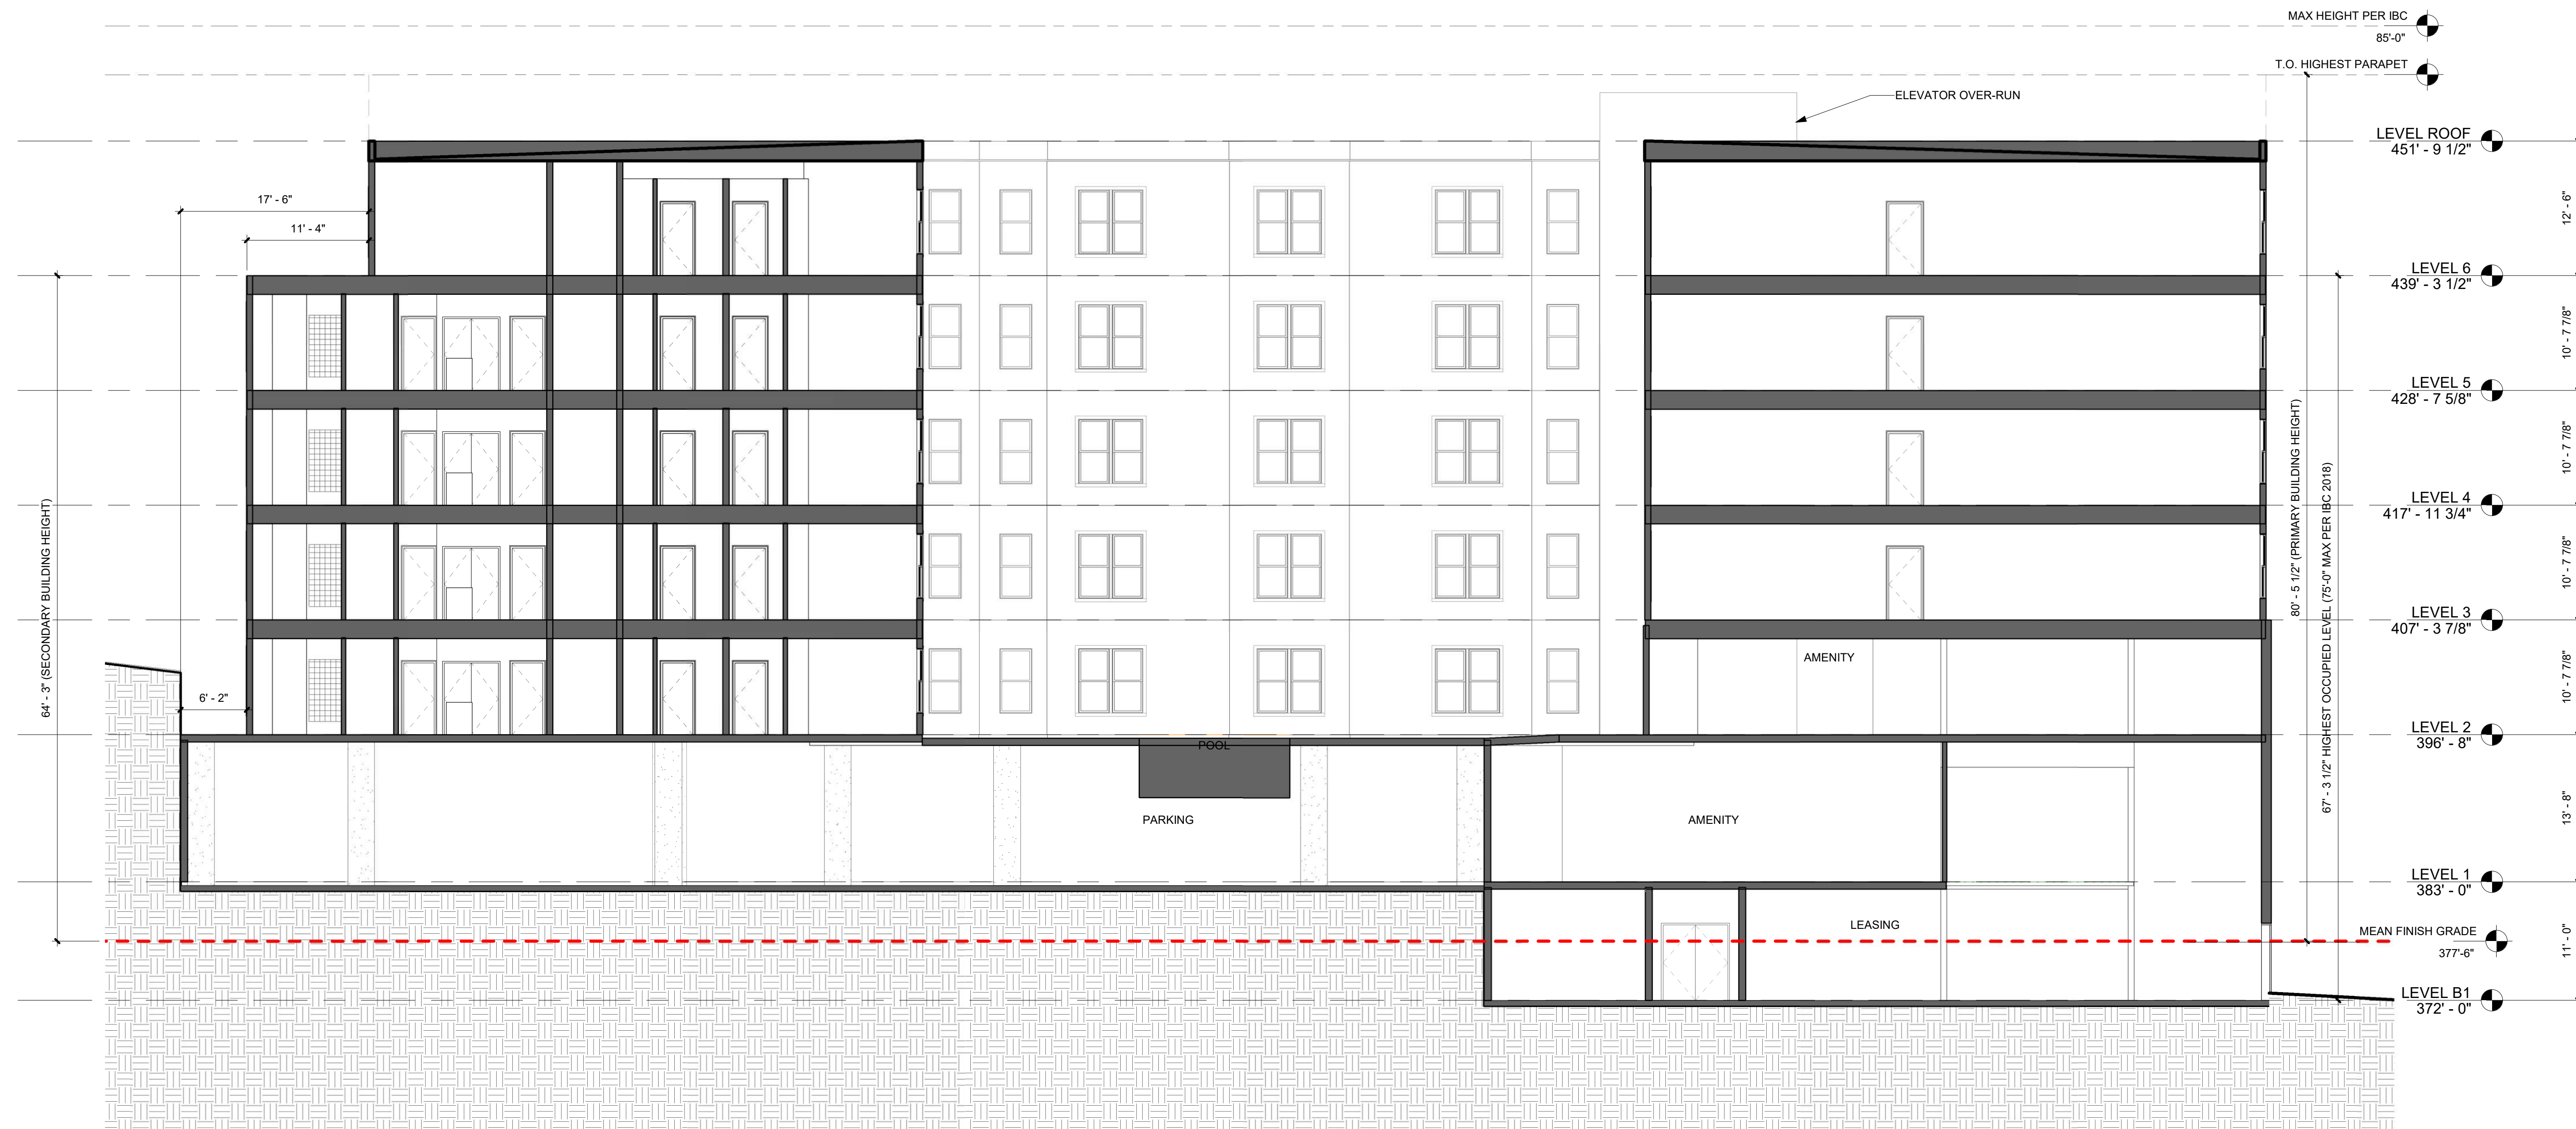 MAX HEIGHT PER IBC
85'-0"
T.O. HIGHEST PARAPET
ELEVATOR OVER-RUN
LEVEL ROOF
451' - 9 1/2"
17' - 6"
11' - 4"
12' - 6"
LEVEL 6
439' - 3 1/2"
10' - 7 7/8"
LEVEL 5
428' - 7 5/8"
10' - 7 7/8"
LEVEL 4
417' - 11 3/4"
10' - 7 7/8"
LEVEL 3
407' - 3 7/8"
10' - 7 7/8"
64' - 3" (SECONDARY BUILDING HEIGHT)
80' - 5 1/2" (PRIMARY BUILDING HEIGHT)
67' - 3 1/2" HIGHEST OCCUPIED LEVEL (75'-0" MAX PER IBC 2018)
AMENITY
6' - 2"
LEVEL 2
396' - 8"
POOL
PARKING
AMENITY
13' - 8"
LEVEL 1
383' - 0"
LEASING
MEAN FINISH GRADE
377'-6"
11' - 0"
LEVEL B1
372' - 0"